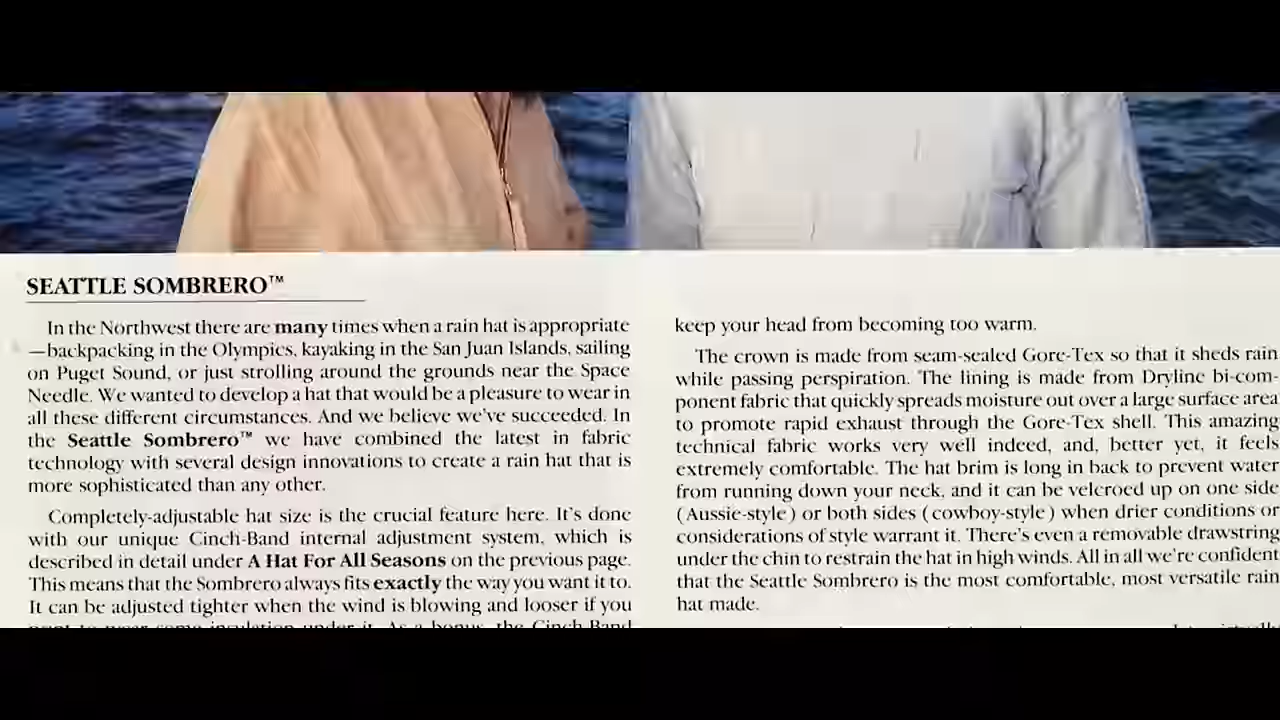 SEATTLE SOMBRERO™
In the Northwest there are many times when a rain hat is appropriate
—backpacking in the Olympics, kayaking in the San Juan Islands, sailing
on Puget Sound, or just strolling around the grounds near the Space
Needle. We wanted to develop a hat that would be a pleasure to wear in
all these different circumstances. And we believe we've succeeded. In
the Seattle Sombrero™ we have combined the latest in fabric
technology with several design innovations to create a rain hat that is
more sophisticated than any other.
Completely-adjustable hat size is the crucial feature here. It's done
with our unique Cinch-Band internal adjustment system, which is
described in detail under A Hat For All Seasons on the previous page.
This means that the Sombrero always fits exactly the way you want it to.
It can be adjusted tighter when the wind is blowing and looser if you
want to wear some insulation under it. As a bonus, the Cinch Band
keep your head from becoming too warm.
The crown is made from seam-sealed Gore-Tex so that it sheds rain
while passing perspiration. The lining is made from Dryline bi-com-
ponent fabric that quickly spreads moisture out over a large surface area
to promote rapid exhaust through the Gore-Tex shell. This amazing
technical fabric works very well indeed, and, better yet, it feels
extremely comfortable. The hat brim is long in back to prevent water
from running down your neck, and it can be velcroed up on one side
(Aussie-style) or both sides (cowboy-style) when drier conditions or
considerations of style warrant it. There's even a removable drawstring
under the chin to restrain the hat in high winds. All in all we're confident
that the Seattle Sombrero is the most comfortable, most versatile rain
hat made.